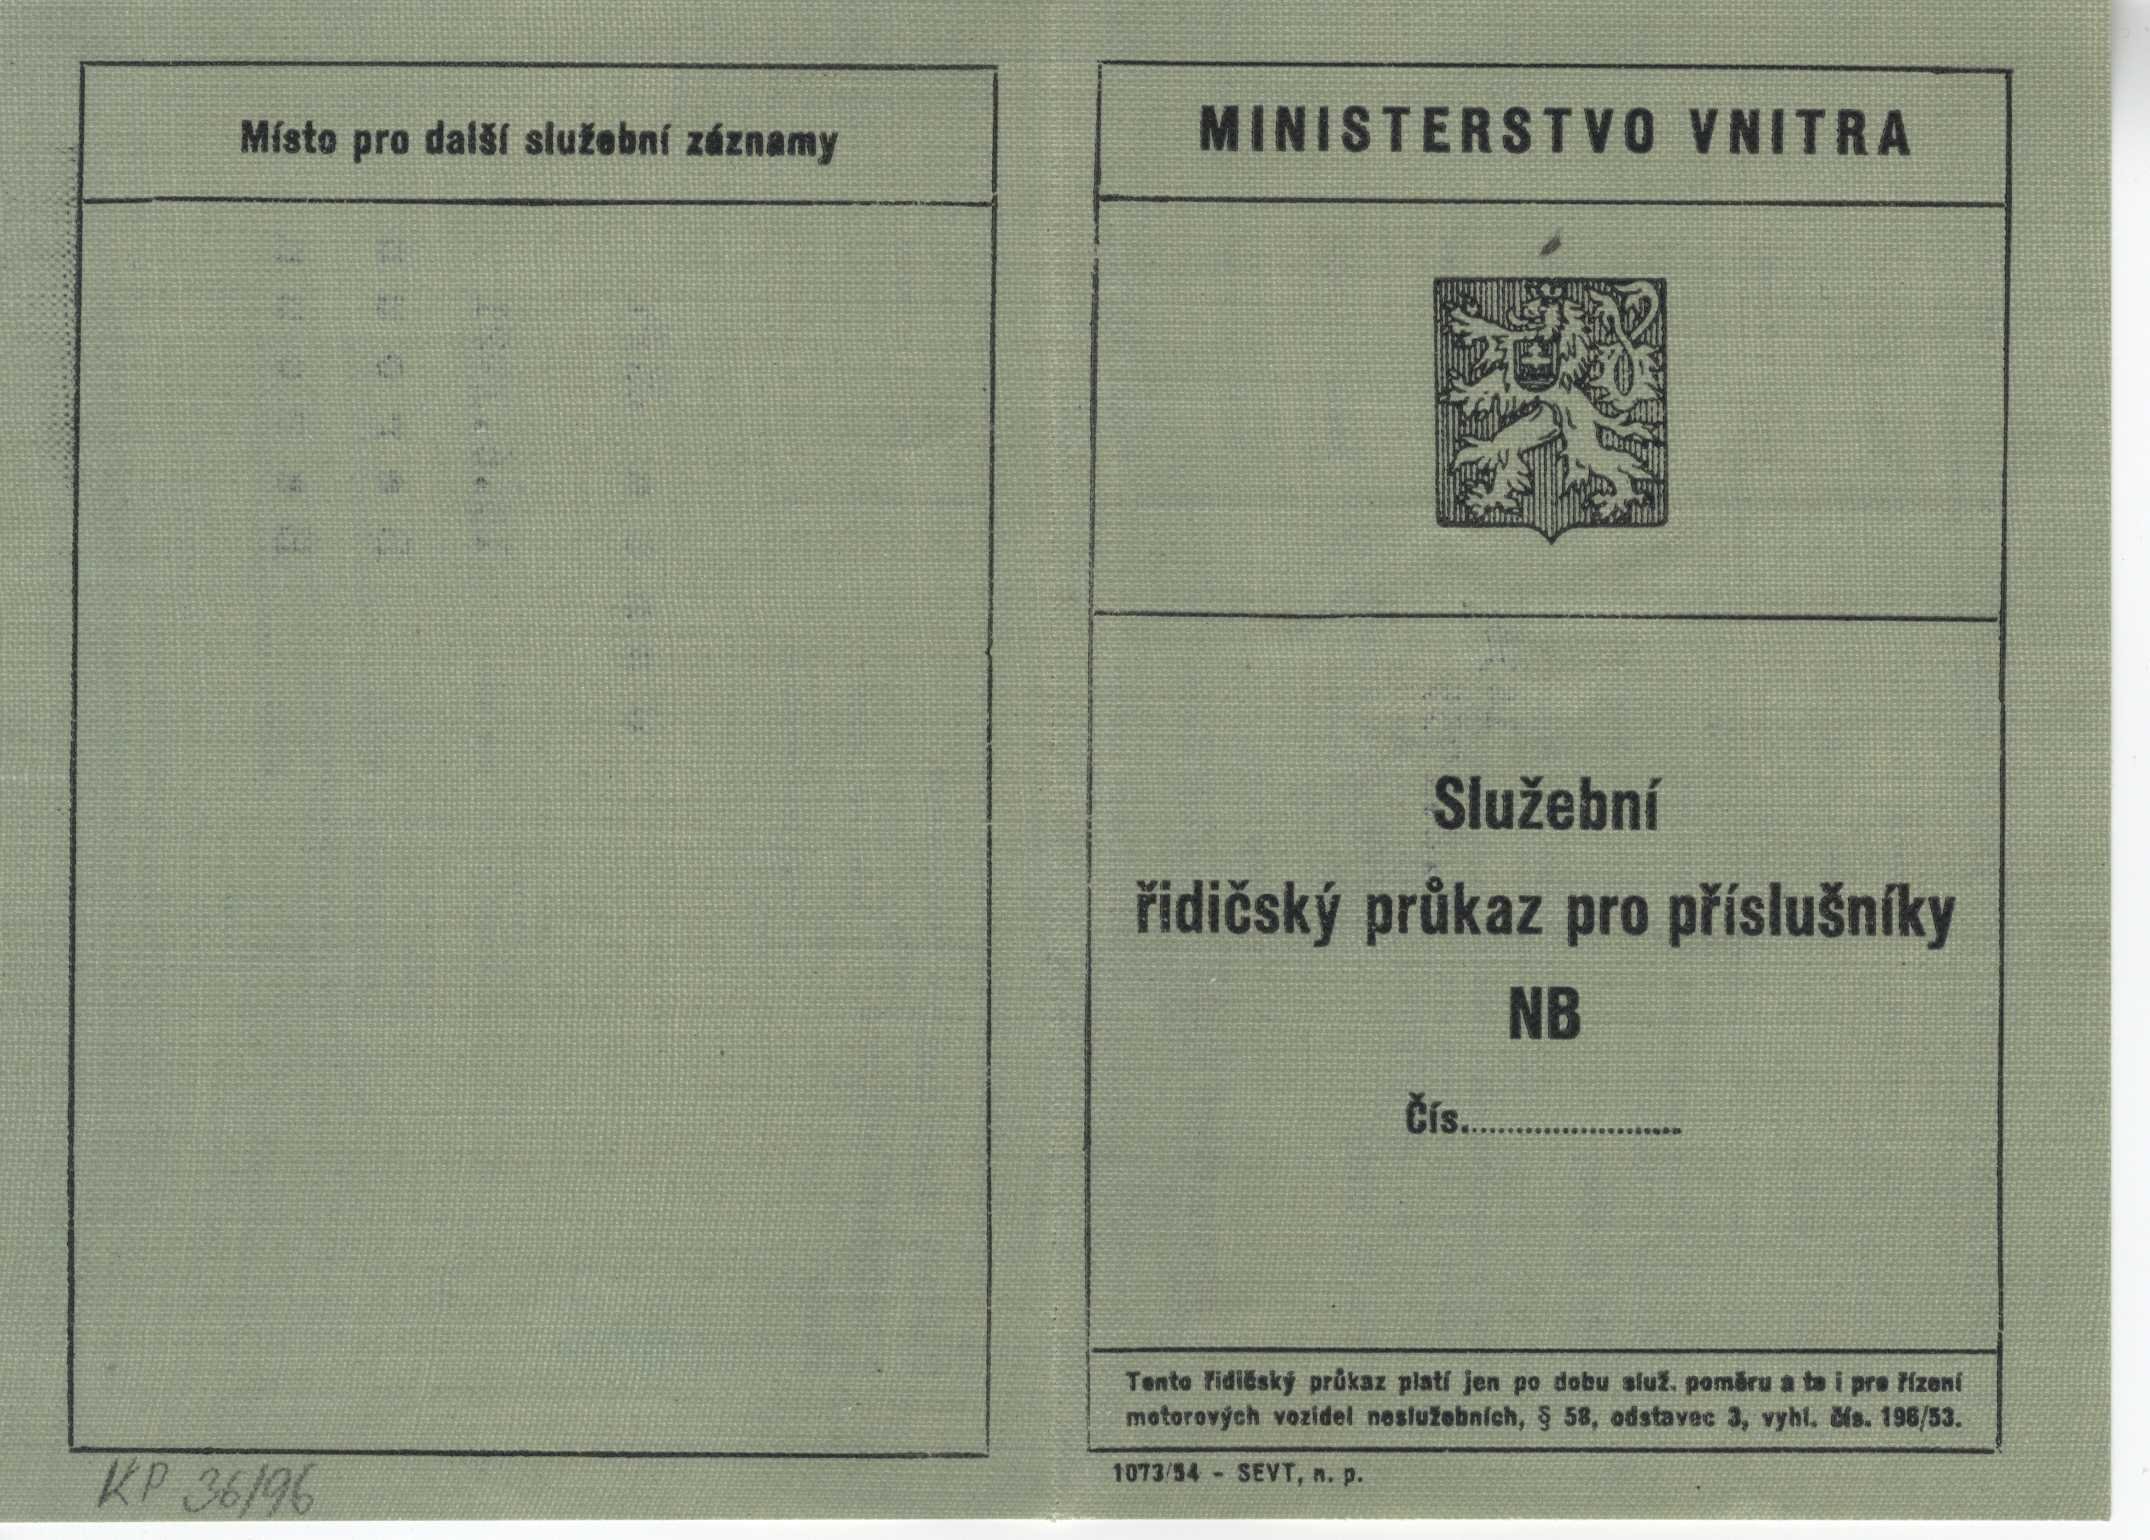 Místo pro další služební záznamy
KP 36/96
MINISTERSTVO VNITRA
Služební
řidičský průkaz pro příslušníky
NB
Čís..........................
Tento řidičský průkaz platí jen po dobu služ. poměru a to i pro řízení
motorových vozidel neslužebních, § 58, odstavec 3, vyhl. čís. 196/53.
1073/54 - SEVT, n. p.